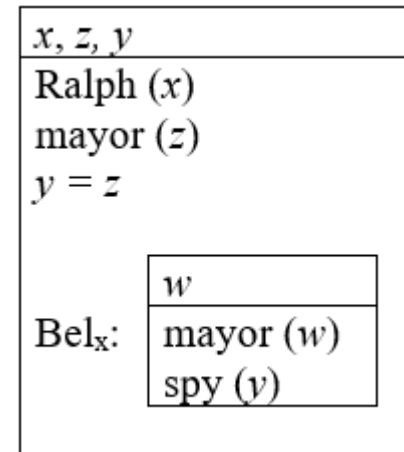 x, z, y
Ralph (x)
mayor (z)
y = z
w
Belₓ: mayor (w)
spy (y)